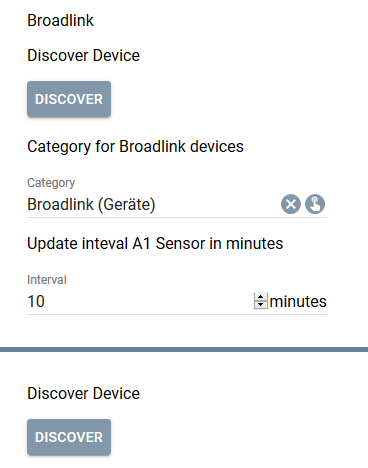 Broadlink
Discover Device
DISCOVER
Category for Broadlink devices
Category
Broadlink (Geräte)
Update inteval A1 Sensor in minutes
Interval
10 minutes
Discover Device
DISCOVER